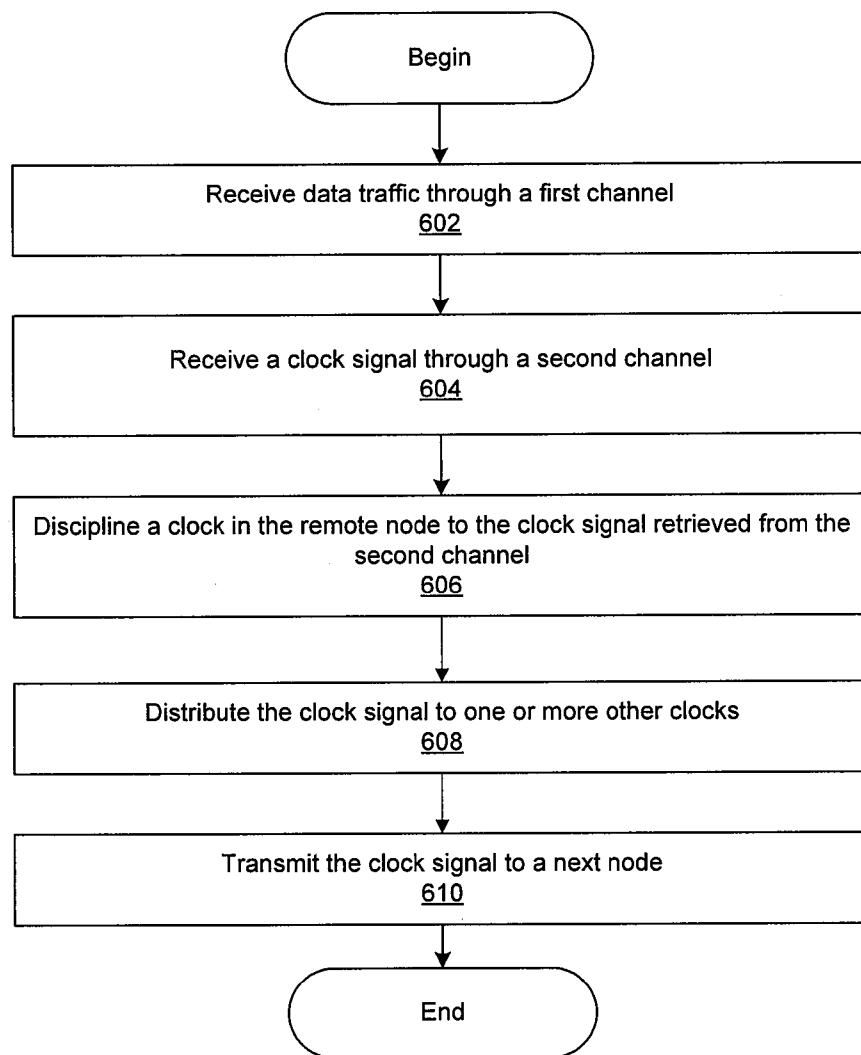 Begin
Receive data traffic through a first channel
602
Receive a clock signal through a second channel
604
Discipline a clock in the remote node to the clock signal retrieved from the
second channel
606
Distribute the clock signal to one or more other clocks
608
Transmit the clock signal to a next node
610
End